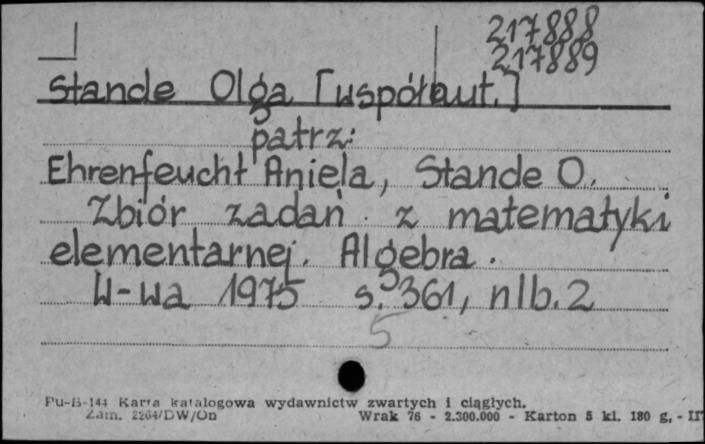 217888
217889
Stande Olga [współaut.]
patrz:
Ehrenfeucht Aniela, Stande O.
Zbiór zadań z matematyki
elementarnej. Algebra.
W-wa 1975 s. 361, nlb. 2
5
Pu-B-144 Karta katalogowa wydawnictw zwartych i ciągłych.
Zam. 2264/DW/On Wrak 76 - 2.300.000 - Karton 5 kl. 180 g, - II